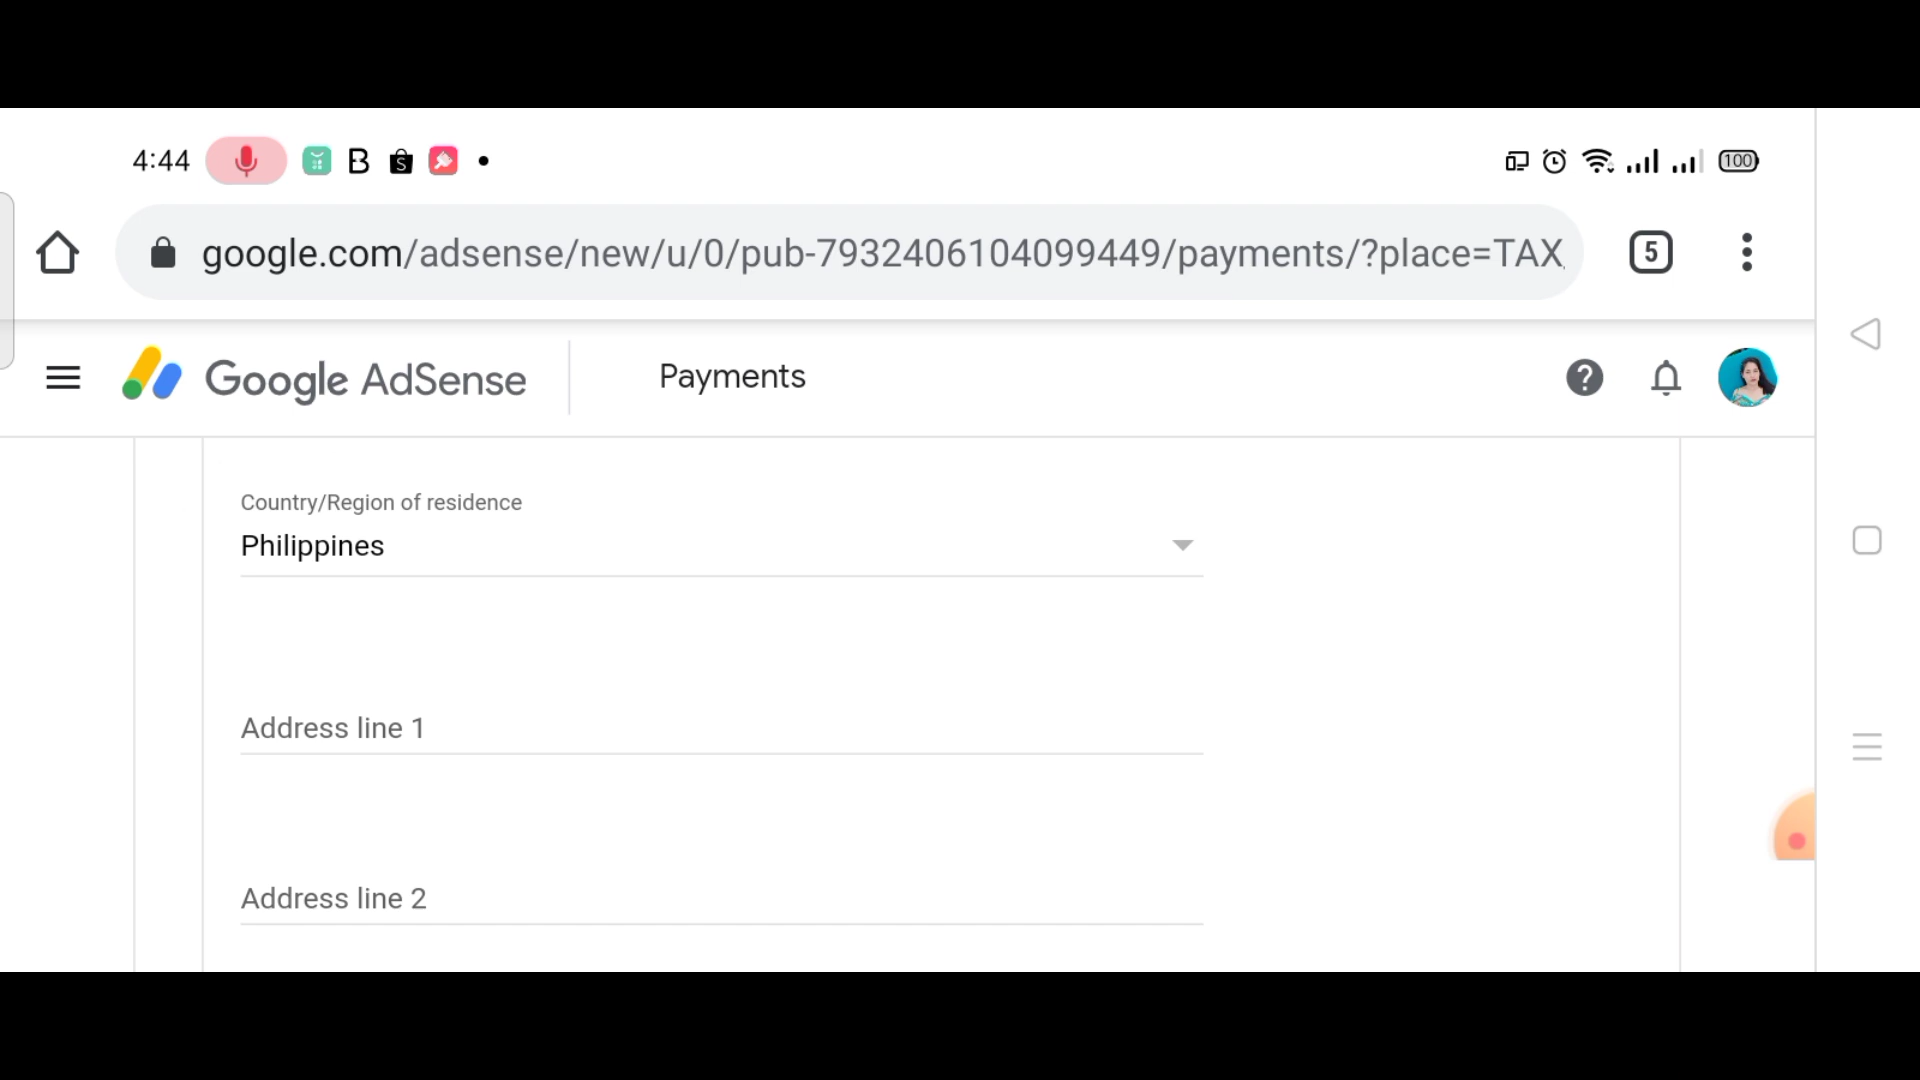 4:44
B
S
100
google.com/adsense/new/u/0/pub-7932406104099449/payments/?place=TAX
5
Google AdSense
Payments
?
Country/Region of residence
Philippines
Address line 1
Address line 2